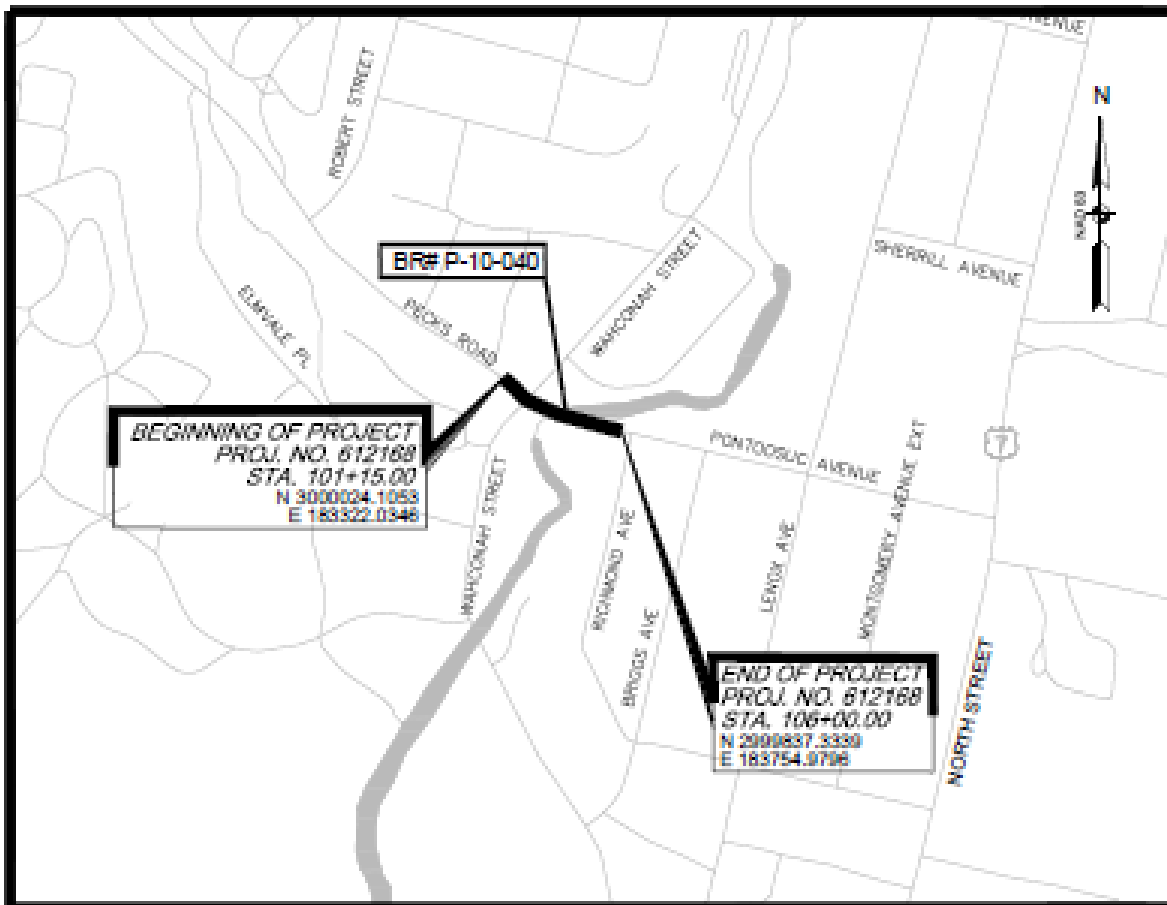 ENUE
N
NAD 83
ROBERT STREET
BR# P-10-040
WAHCONAH STREET
SHERRILL AVENUE
ELMVALE PL
PECKS ROAD
BEGINNING OF PROJECT
PROJ. NO. 612168
STA. 101+15.00
N 3000024.1053
E 183322.0346
PONTOOSUC AVENUE
7
WAHCONAH STREET
RICHMOND AVE
BRIGGS AVE
LENOX AVE
MONTGOMERY AVENUE EXT
END OF PROJECT
PROJ. NO. 612168
STA. 106+00.00
N 2999837.3339
E 183754.9796
NORTH STREET